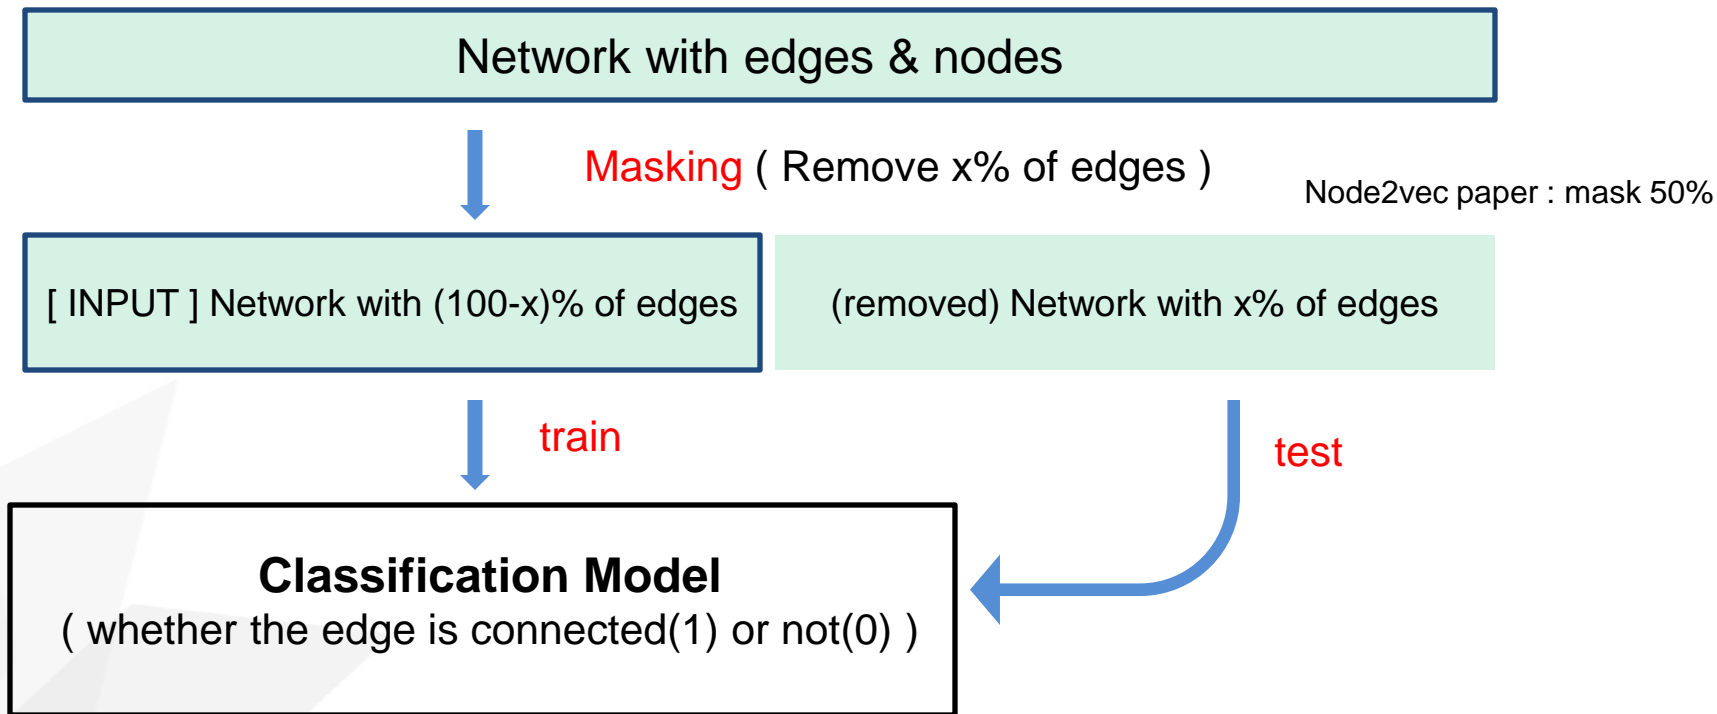 Network with edges & nodes
Masking ( Remove x% of edges )
Node2vec paper : mask 50%
[ INPUT ] Network with (100-x)% of edges
(removed) Network with x% of edges
train
test
Classification Model
( whether the edge is connected(1) or not(0) )